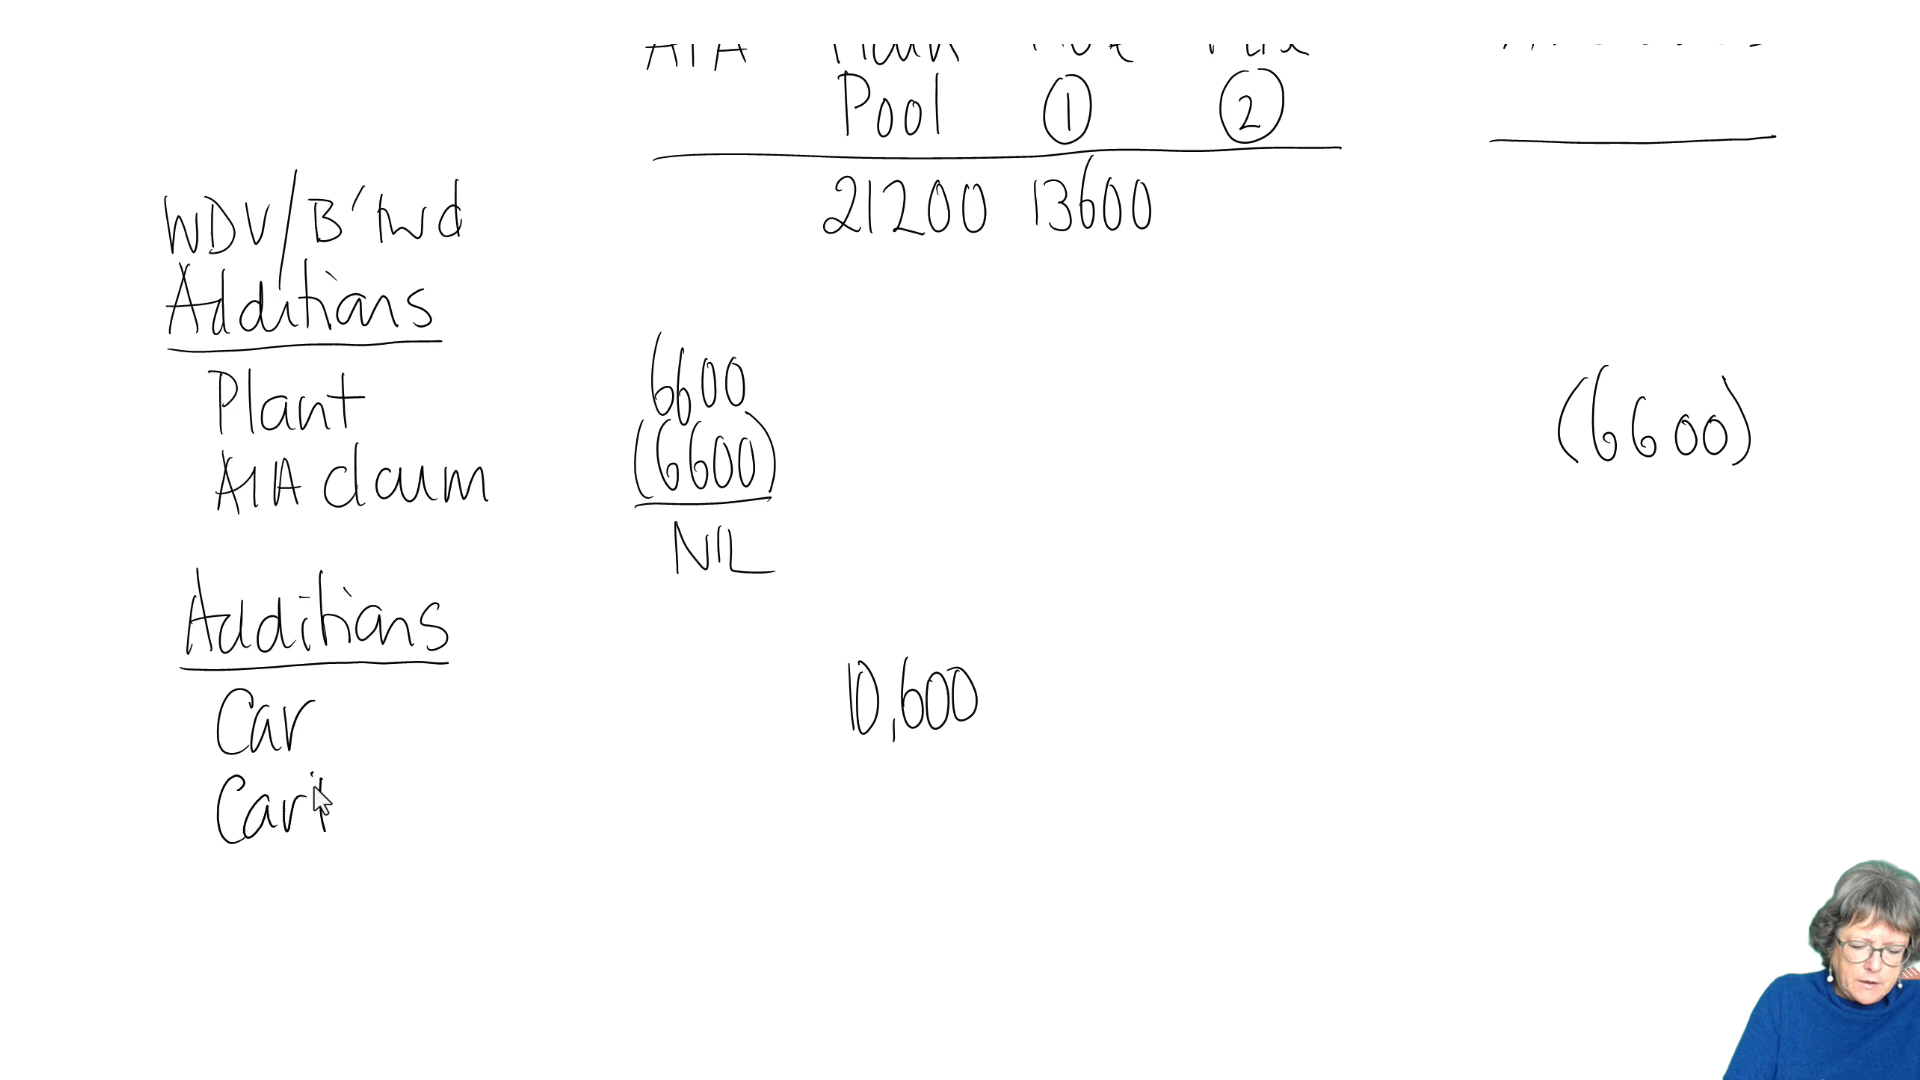 AIA
Pool ① ②
WDV/B'fwd 21200 13600
Additions
Plant 6600 (6600)
AIA claim (6600)
NIL
Additions
Car 10,600
Car